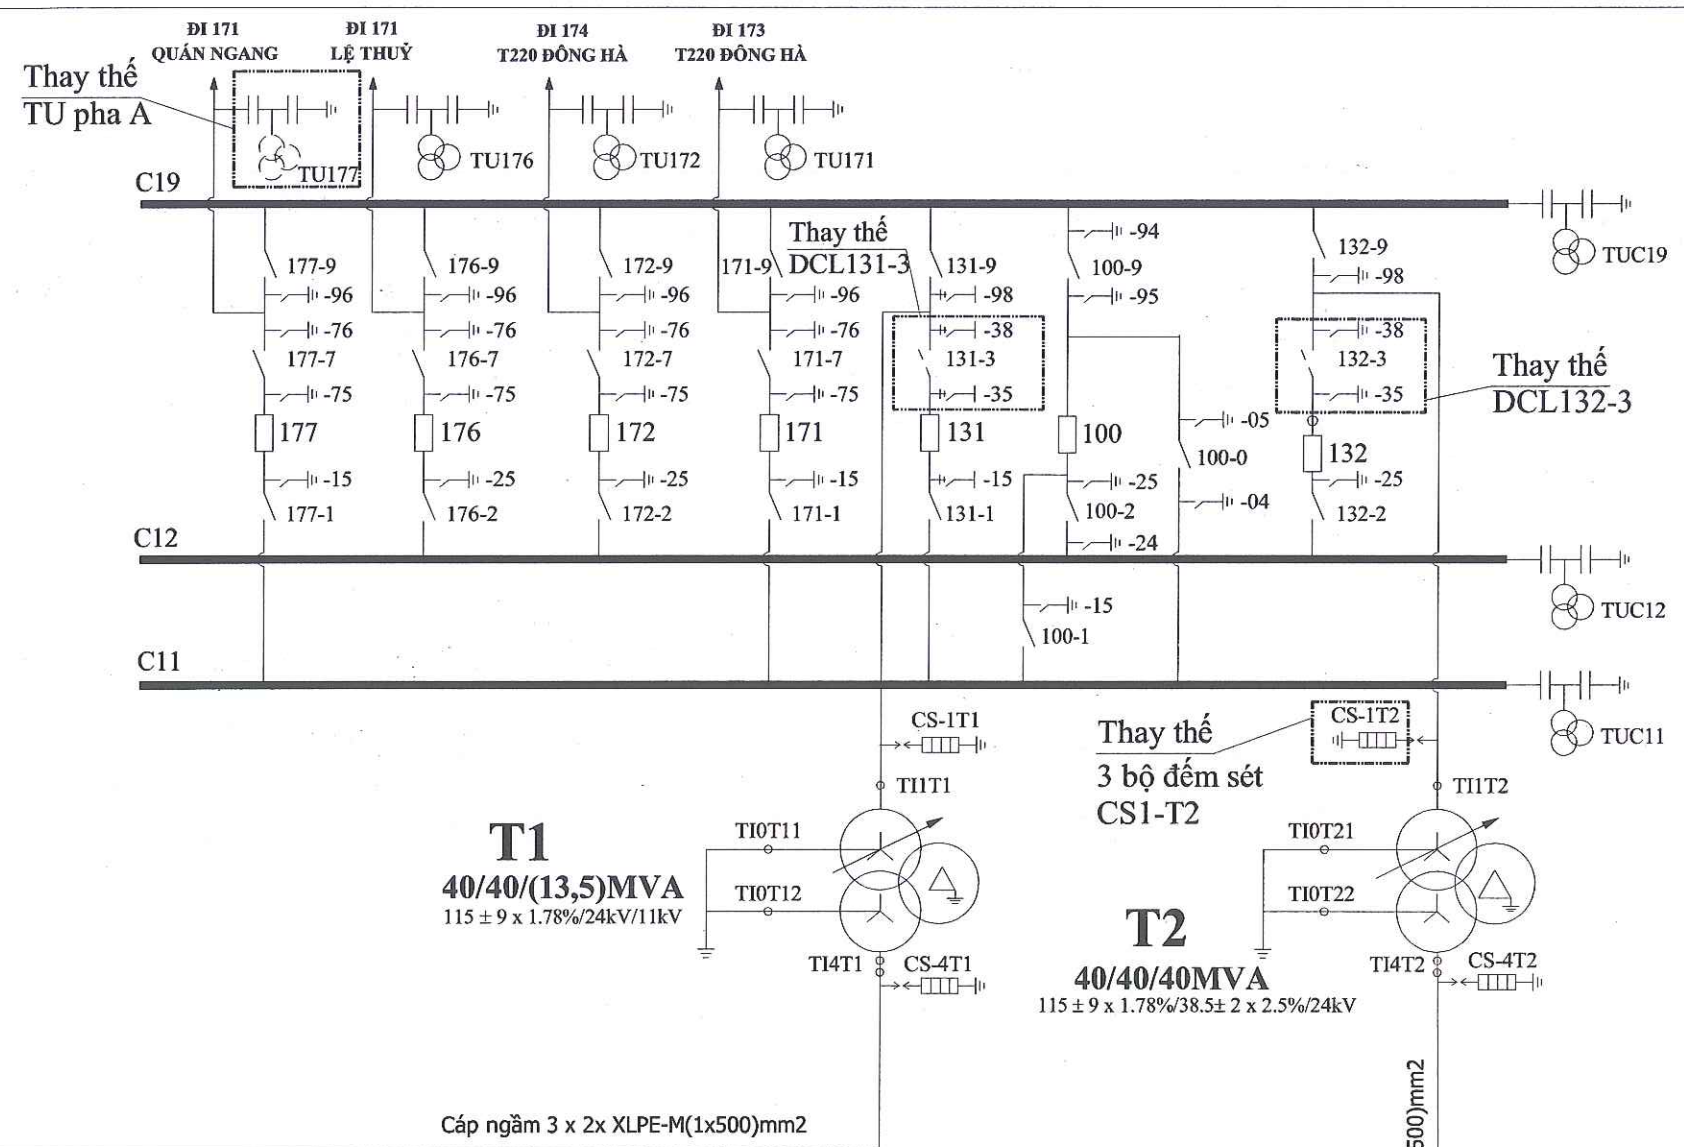 ĐI 171
QUÁN NGANG
ĐI 171
LỆ THUỶ
ĐI 174
T220 ĐÔNG HÀ
ĐI 173
T220 ĐÔNG HÀ
Thay thế
TU pha A
TU177
TU176
TU172
TU171
C19
TUC19
177-9
-96
-76
177-7
-75
177
-15
177-1
176-9
-96
-76
176-7
-75
176
-25
176-2
172-9
-96
-76
172-7
-75
172
-25
172-2
171-9
-96
-76
171-7
-75
171
-15
171-1
Thay thế
DCL131-3
131-9
-98
-38
131-3
-35
131
-15
131-1
-94
100-9
-95
100
-25
100-2
-24
-05
100-0
-04
-15
100-1
132-9
-98
-38
132-3
-35
132
-25
132-2
Thay thế
DCL132-3
C12
TUC12
C11
TUC11
CS-1T1
TI1T1
T1
40/40/(13,5)MVA
115 ± 9 x 1.78%/24kV/11kV
TI0T11
TI0T12
TI4T1
CS-4T1
Thay thế
3 bộ đếm sét
CS1-T2
CS-1T2
TI1T2
TI0T21
TI0T22
T2
40/40/40MVA
115 ± 9 x 1.78%/38.5± 2 x 2.5%/24kV
TI4T2
CS-4T2
Cáp ngầm 3 x 2x XLPE-M(1x500)mm2
500)mm2